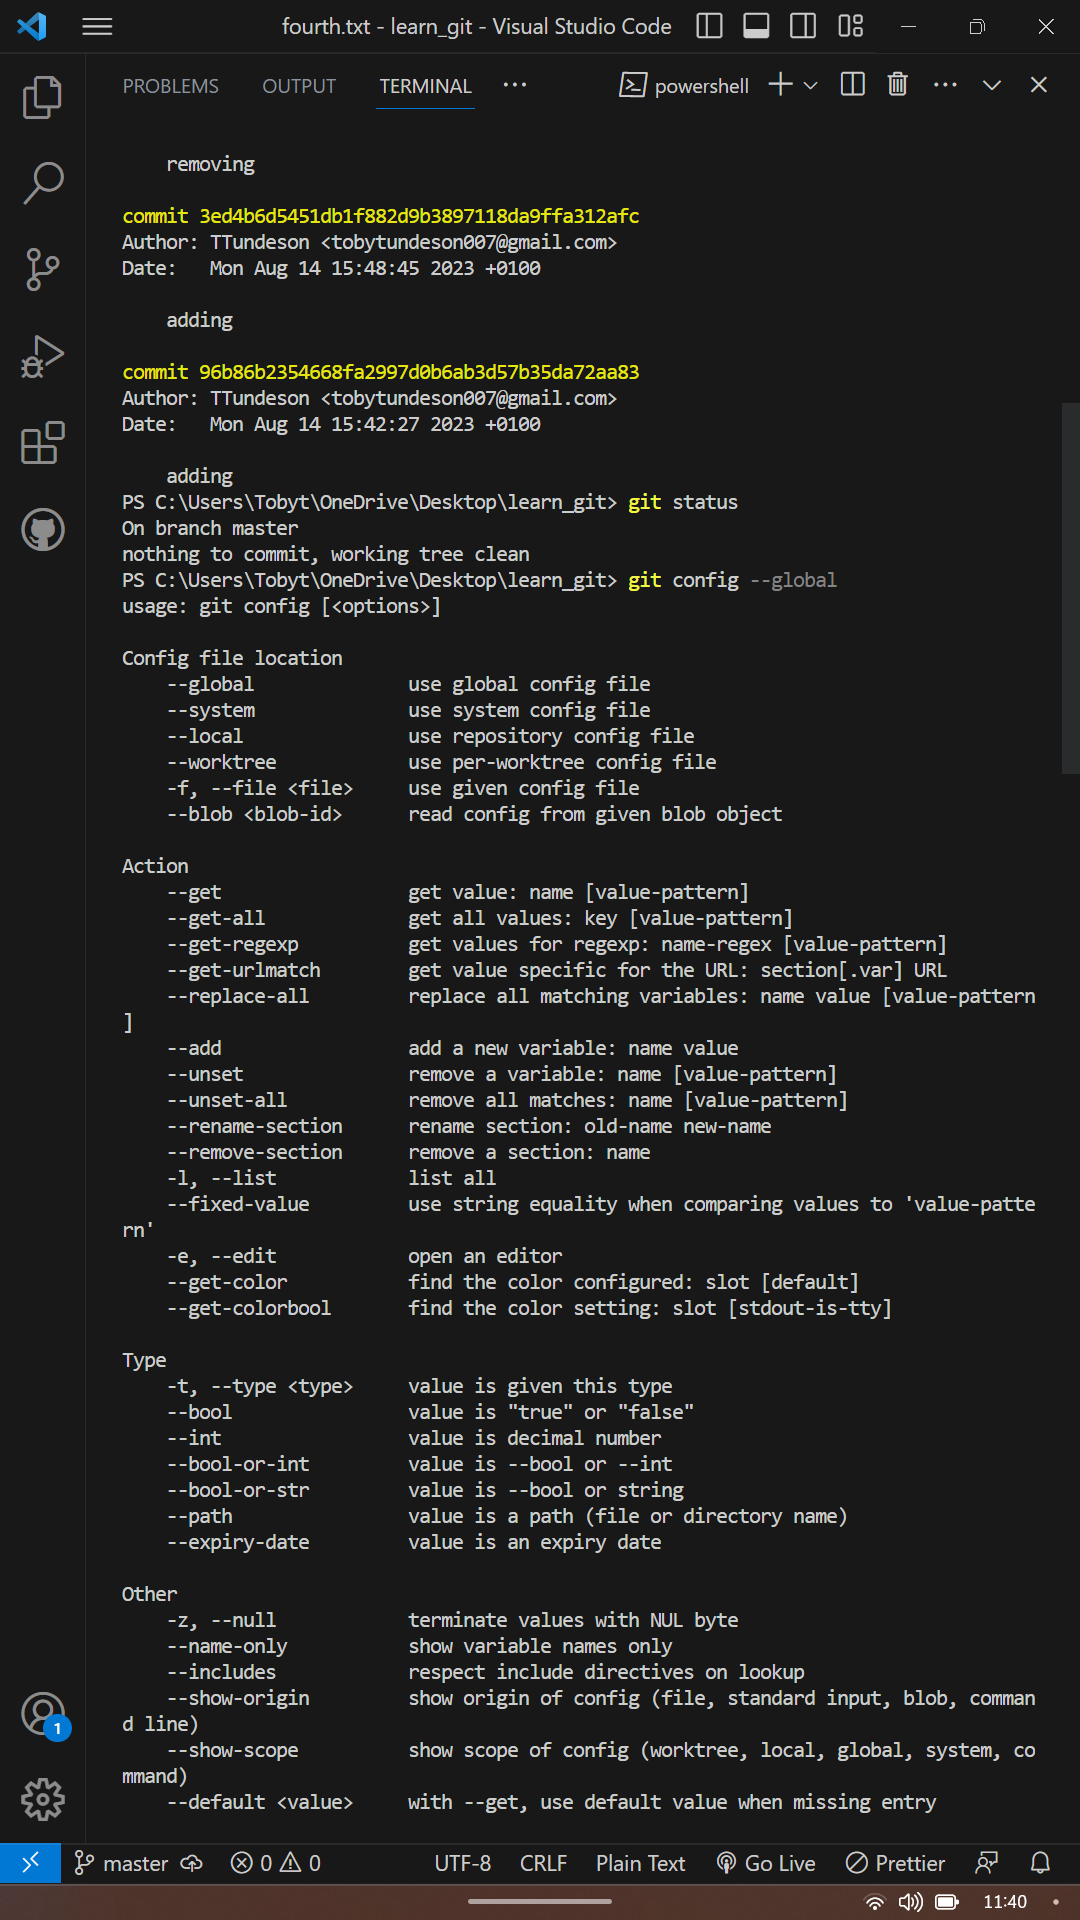 fourth.txt - learn_git - Visual Studio Code
PROBLEMS OUTPUT TERMINAL ··· powershell
removing
commit 3ed4b6d5451db1f882d9b3897118da9ffa312afc
Author: TTundeson <tobytundeson007@gmail.com>
Date:   Mon Aug 14 15:48:45 2023 +0100
adding
commit 96b86b2354668fa2997d0b6ab3d57b35da72aa83
Author: TTundeson <tobytundeson007@gmail.com>
Date:   Mon Aug 14 15:42:27 2023 +0100
adding
PS C:\Users\Tobyt\OneDrive\Desktop\learn_git> git status
On branch master
nothing to commit, working tree clean
PS C:\Users\Tobyt\OneDrive\Desktop\learn_git> git config --global
usage: git config [<options>]
Config file location
--global use global config file
--system use system config file
--local use repository config file
--worktree use per-worktree config file
-f, --file <file> use given config file
--blob <blob-id> read config from given blob object
Action
--get get value: name [value-pattern]
--get-all get all values: key [value-pattern]
--get-regexp get values for regexp: name-regex [value-pattern]
--get-urlmatch get value specific for the URL: section[.var] URL
--replace-all replace all matching variables: name value [value-pattern
]
--add add a new variable: name value
--unset remove a variable: name [value-pattern]
--unset-all remove all matches: name [value-pattern]
--rename-section rename section: old-name new-name
--remove-section remove a section: name
-l, --list list all
--fixed-value use string equality when comparing values to 'value-patte
rn'
-e, --edit open an editor
--get-color find the color configured: slot [default]
--get-colorbool find the color setting: slot [stdout-is-tty]
Type
-t, --type <type> value is given this type
--bool value is "true" or "false"
--int value is decimal number
--bool-or-int value is --bool or --int
--bool-or-str value is --bool or string
--path value is a path (file or directory name)
--expiry-date value is an expiry date
Other
-z, --null terminate values with NUL byte
--name-only show variable names only
--includes respect include directives on lookup
--show-origin show origin of config (file, standard input, blob, comman
d line)
--show-scope show scope of config (worktree, local, global, system, co
mmand)
--default <value> with --get, use default value when missing entry
1
master 0 0 UTF-8 CRLF Plain Text Go Live Prettier
11:40